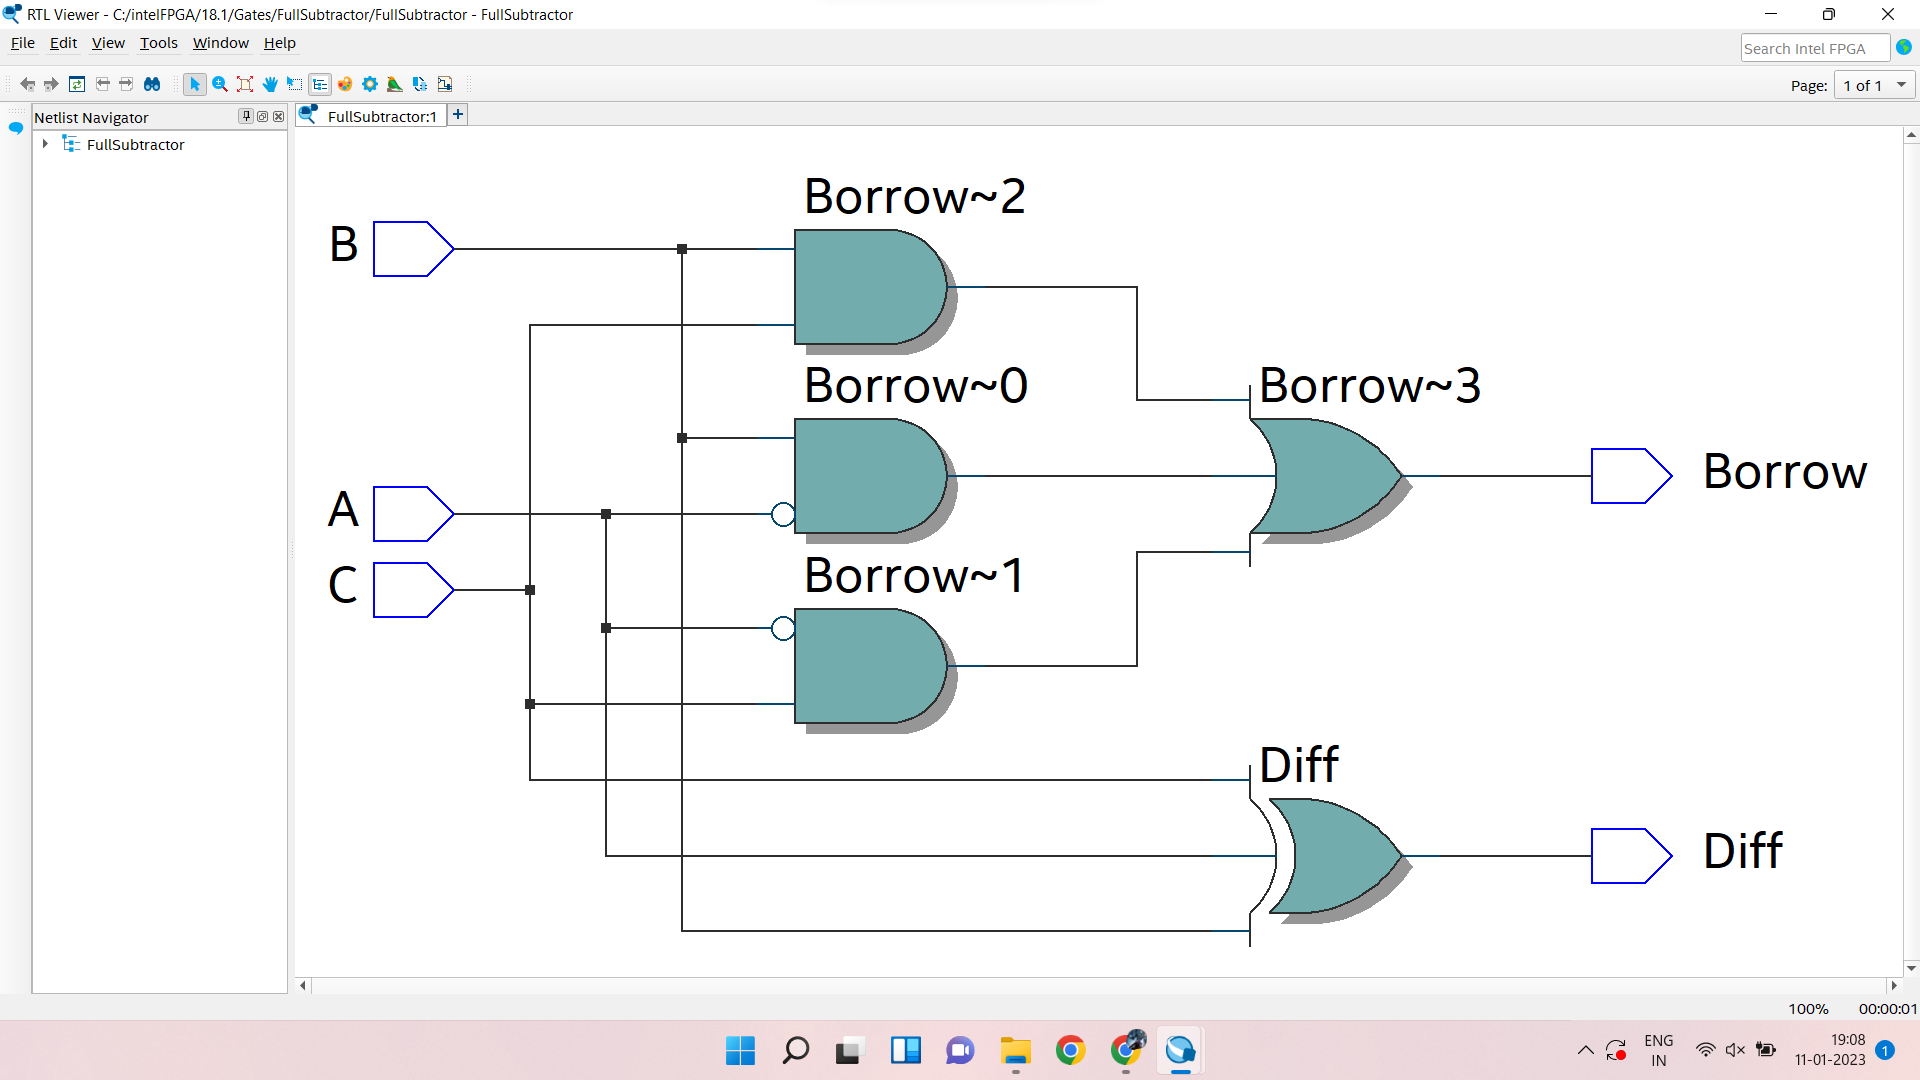 RTL Viewer - C:/intelFPGA/18.1/Gates/FullSubtractor/FullSubtractor - FullSubtractor
File Edit View Tools Window Help
Search Intel FPGA
Page: 1 of 1
Netlist Navigator
FullSubtractor:1
FullSubtractor
Borrow~2
B
Borrow~0
Borrow~3
A
Borrow
C
Borrow~1
Diff
Diff
100% 00:00:01
ENG
IN
19:08
11-01-2023
1